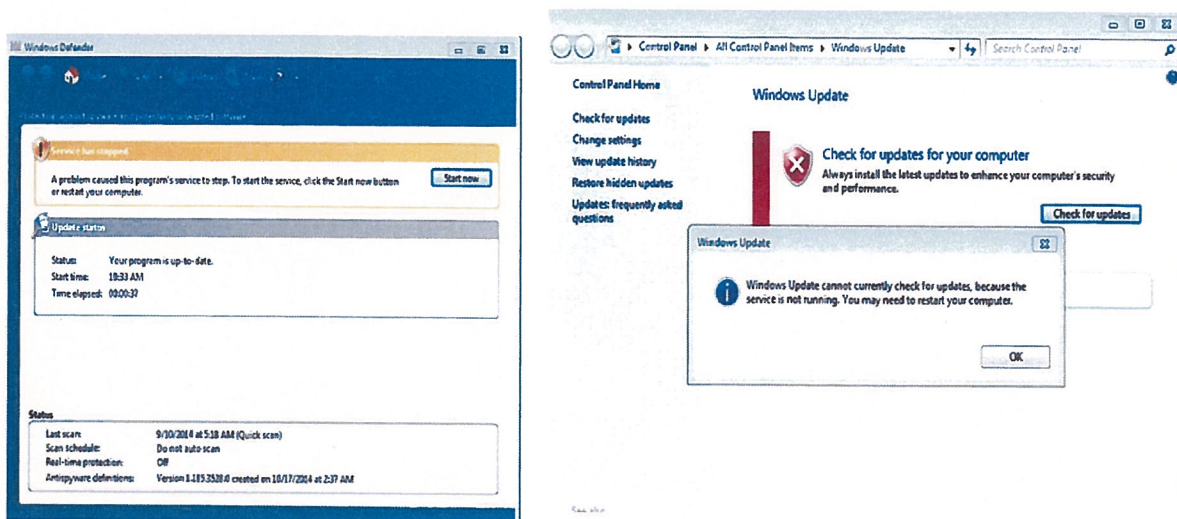 Windows Defender
Service has stopped
A problem caused this program's service to stop. To start the service, click the Start now button
or restart your computer.
Start now
Update status
Status: Your program is up-to-date.
Start time: 10:33 AM
Time elapsed: 00:00:37
Status
Last scan: 9/10/2014 at 5:18 AM (Quick scan)
Scan schedule: Do not auto scan
Real-time protection: Off
Antispyware definitions: Version 1.185.3528.0 created on 10/17/2014 at 2:37 AM
Control Panel All Control Panel Items Windows Update
Search Control Panel
Control Panel Home
Check for updates
Change settings
View update history
Restore hidden updates
Updates: frequently asked
questions
Windows Update
Check for updates for your computer
Always install the latest updates to enhance your computer's security
and performance.
Check for updates
Windows Update
Windows Update cannot currently check for updates, because the
service is not running. You may need to restart your computer.
OK
See also